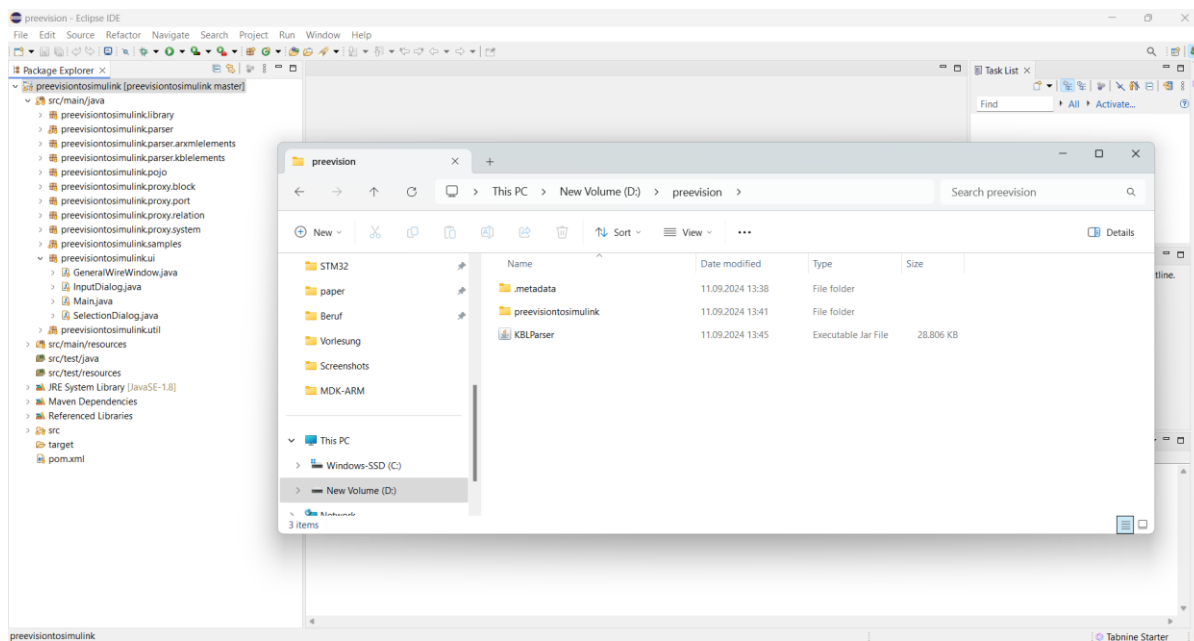 preevision - Eclipse IDE
File Edit Source Refactor Navigate Search Project Run Window Help
Package Explorer
preevisiontosimulink [preevisiontosimulink master]
src/main/java
preevisiontosimulink.library
preevisiontosimulink.parser
preevisiontosimulink.parser.arxmlelements
preevisiontosimulink.parser.kblelements
preevisiontosimulink.pojo
preevisiontosimulink.proxy.block
preevisiontosimulink.proxy.port
preevisiontosimulink.proxy.relation
preevisiontosimulink.proxy.system
preevisiontosimulink.samples
preevisiontosimulink.ui
GeneralWireWindow.java
InputDialog.java
Main.java
SelectionDialog.java
preevisiontosimulink.util
src/main/resources
src/test/java
src/test/resources
JRE System Library [JavaSE-1.8]
Maven Dependencies
Referenced Libraries
src
target
pom.xml
Task List
Find All Activate...
tline.
preevision
This PC > New Volume (D:) > preevision >
Search preevision
New Sort View ... Details
STM32
paper
Beruf
Vorlesung
Screenshots
MDK-ARM
This PC
Windows-SSD (C:)
New Volume (D:)
Network
Name Date modified Type Size
.metadata 11.09.2024 13:38 File folder
preevisiontosimulink 11.09.2024 13:41 File folder
KBLParser 11.09.2024 13:45 Executable Jar File 28.806 KB
3 items
preevisiontosimulink
Tabnine Starter